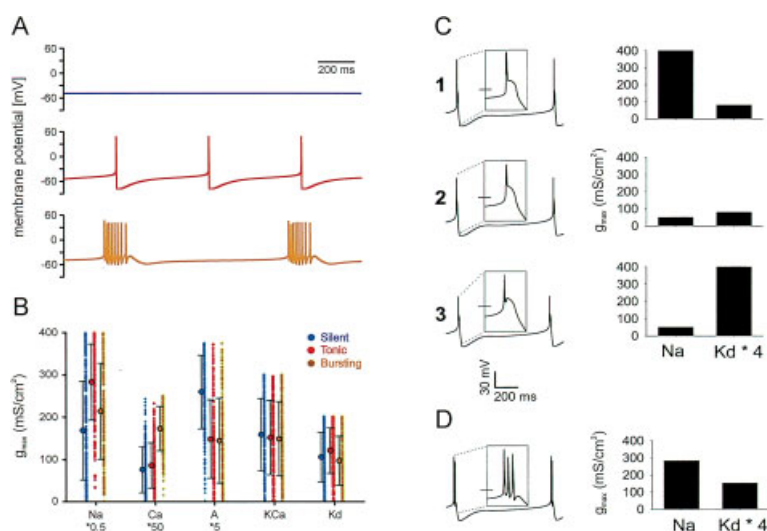 A
200 ms
membrane potential [mV]
60
0
-60
60
0
-60
60
0
-60
B
g max (mS/cm²)
400
300
200
100
0
Silent
Tonic
Bursting
Na Ca A KCa Kd
*0.5 *50 *5
C
1
400
300
200
100
0
2
g max (mS/cm²)
400
300
200
100
0
3
400
300
200
100
0
Na Kd * 4
30 mV
200 ms
D
g max (mS/cm²)
400
300
200
100
0
Na Kd * 4